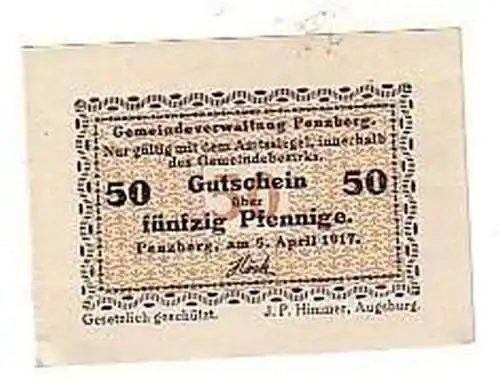 Gemeindeverwaltung Penzberg.
Nur gültig mit dem Amtssiegel, innerhalb
des Gemeindebezirks.
50 Gutschein 50
über
fünfzig Pfennige.
Penzberg, am 5. April 1917.
Gesetzlich geschützt. J. P. Himmer, Augsburg.